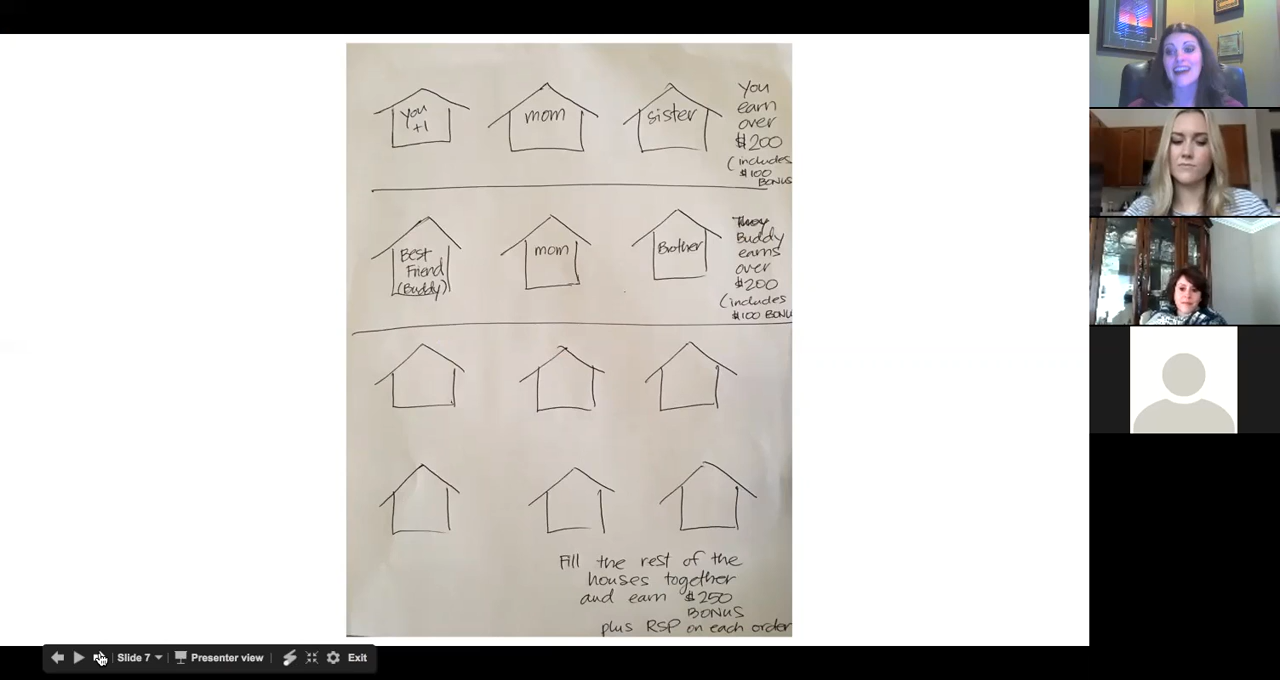 You
+1
mom
sister
You
earn
over
$200
(includes
$100
BONUS
Best
Friend
(Buddy)
mom
Brother
They
Buddy
earns
over
$200
(includes
$100 BONU
Fill the rest of the
houses together
and earn $250
BONUS
plus RSP on each order
Slide 7
Presenter view
Exit